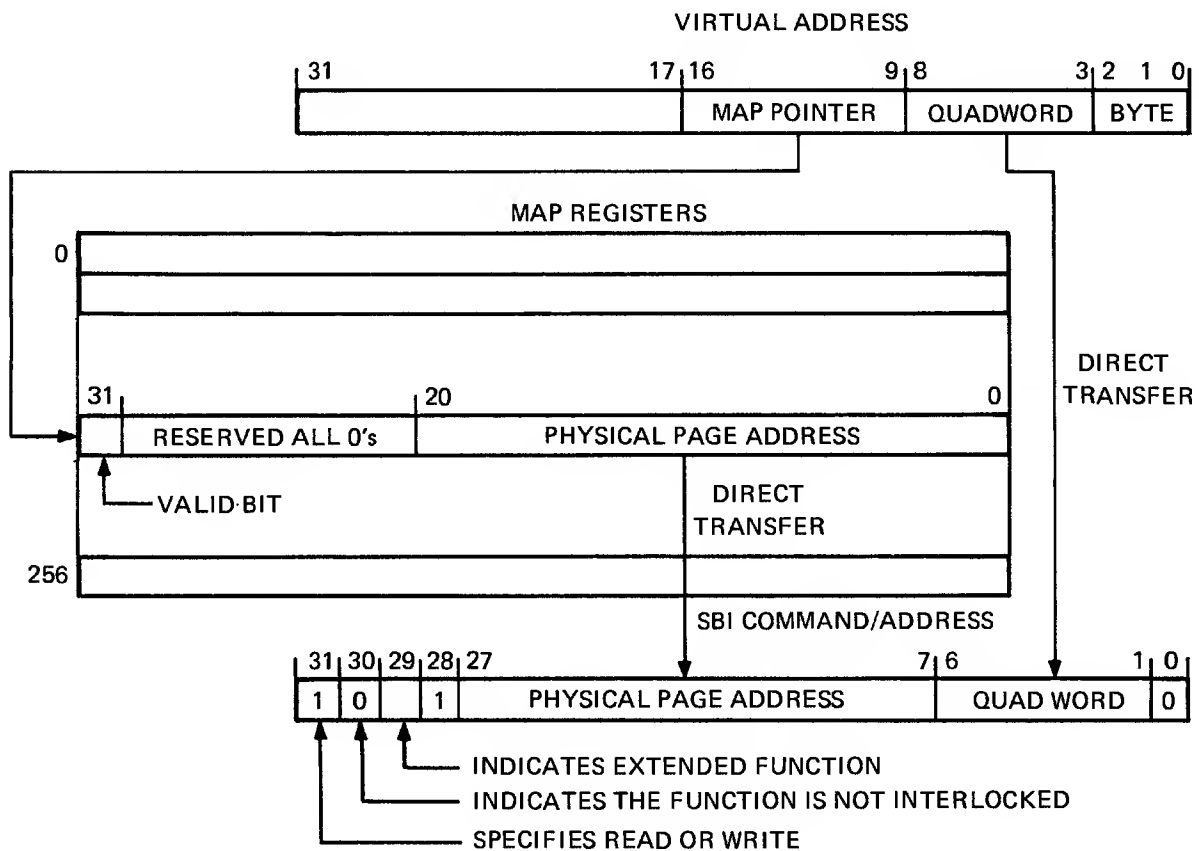 VIRTUAL ADDRESS
31 17 16 9 8 3 2 1 0
MAP POINTER QUADWORD BYTE
MAP REGISTERS
0
DIRECT
TRANSFER
31 20 0
RESERVED ALL 0's PHYSICAL PAGE ADDRESS
VALID BIT
DIRECT
TRANSFER
256
SBI COMMAND/ADDRESS
31 30 29 28 27 7 6 1 0
1 0 1 PHYSICAL PAGE ADDRESS QUAD WORD 0
INDICATES EXTENDED FUNCTION
INDICATES THE FUNCTION IS NOT INTERLOCKED
SPECIFIES READ OR WRITE